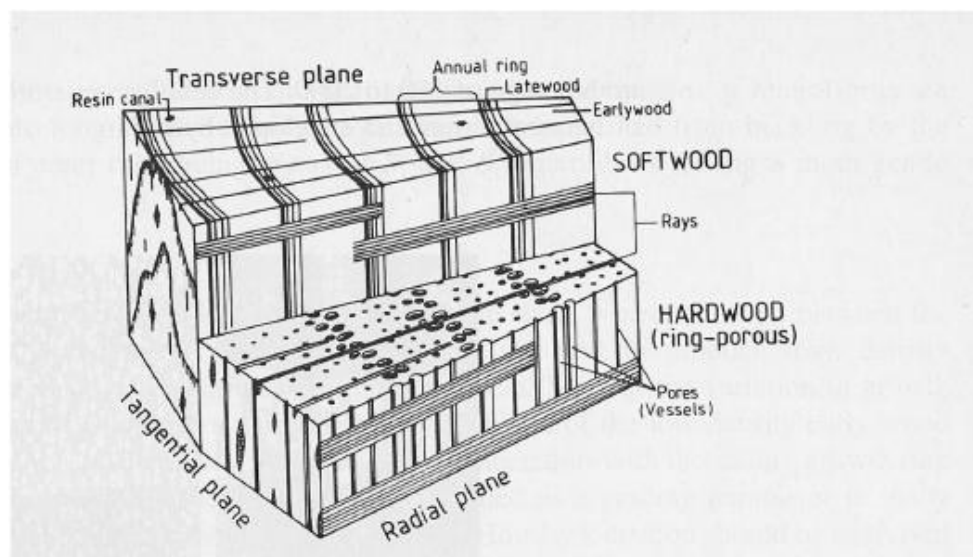 Transverse plane
Annual ring
Latewood
Resin canal
Earlywood
SOFTWOOD
Rays
HARDWOOD
(ring-porous)
Pores
(Vessels)
Tangential plane
Radial plane